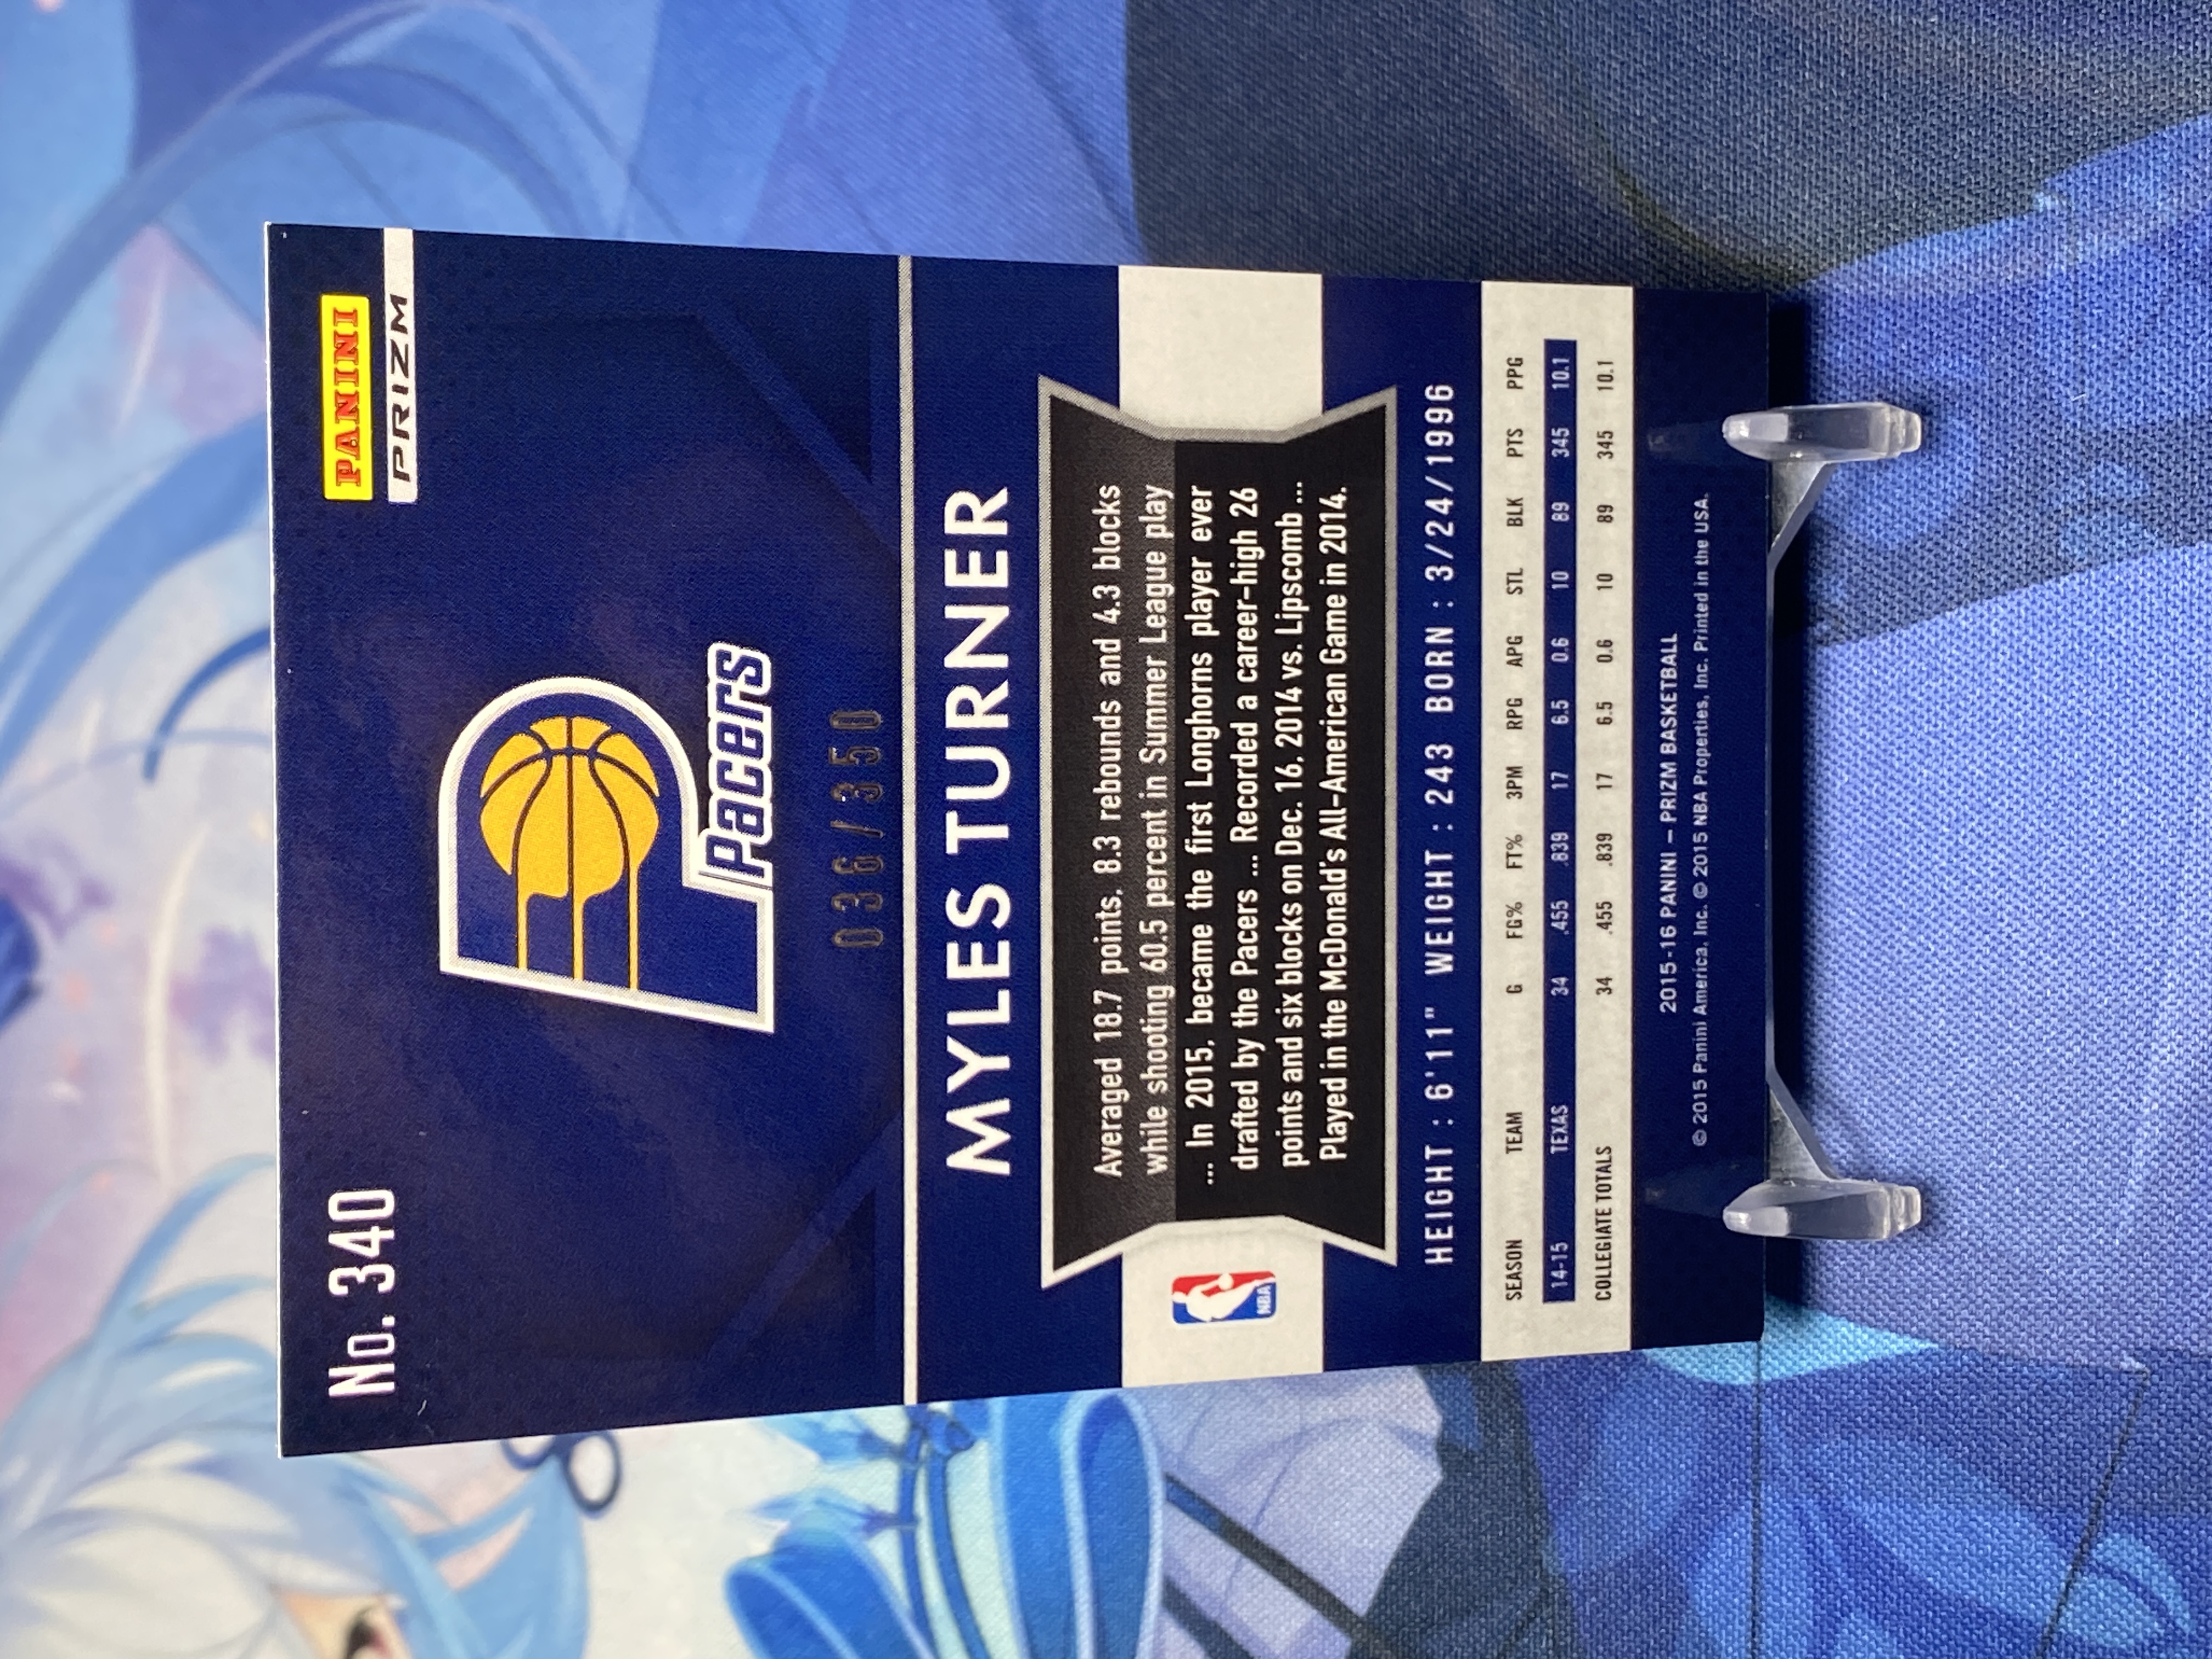 No. 340
PANINI
PRIZM
Pacers
036/350
MYLES TURNER
Averaged 18.7 points, 8.3 rebounds and 4.3 blocks
while shooting 60.5 percent in Summer League play
... In 2015, became the first Longhorns player ever
drafted by the Pacers ... Recorded a career-high 26
points and six blocks on Dec. 16, 2014 vs. Lipscomb ...
Played in the McDonald's All-American Game in 2014.
NBA
HEIGHT : 6'11" WEIGHT : 243 BORN : 3/24/1996
SEASON TEAM G FG% FT% 3PM RPG APG STL BLK PTS PPG
14-15 TEXAS 34 .455 .839 17 6.5 0.6 10 89 345 10.1
COLLEGIATE TOTALS 34 .455 .839 17 6.5 0.6 10 89 345 10.1
2015-16 PANINI – PRIZM BASKETBALL
© 2015 Panini America, Inc. © 2015 NBA Properties, Inc. Printed in the USA.